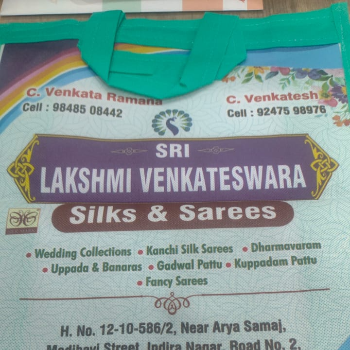 C. Venkata Ramana
Cell : 98485 08442
C. Venkatesh
Cell : 92475 98976
SRI
LAKSHMI VENKATESWARA
Silks & Sarees
• Wedding Collections • Kanchi Silk Sarees • Dharmavaram
• Uppada & Banaras • Gadwal Pattu • Kuppadam Pattu
• Fancy Sarees
H. No. 12-10-586/2, Near Arya Samaj,
Medibavi Street, Indira Nagar, Road No. 2,